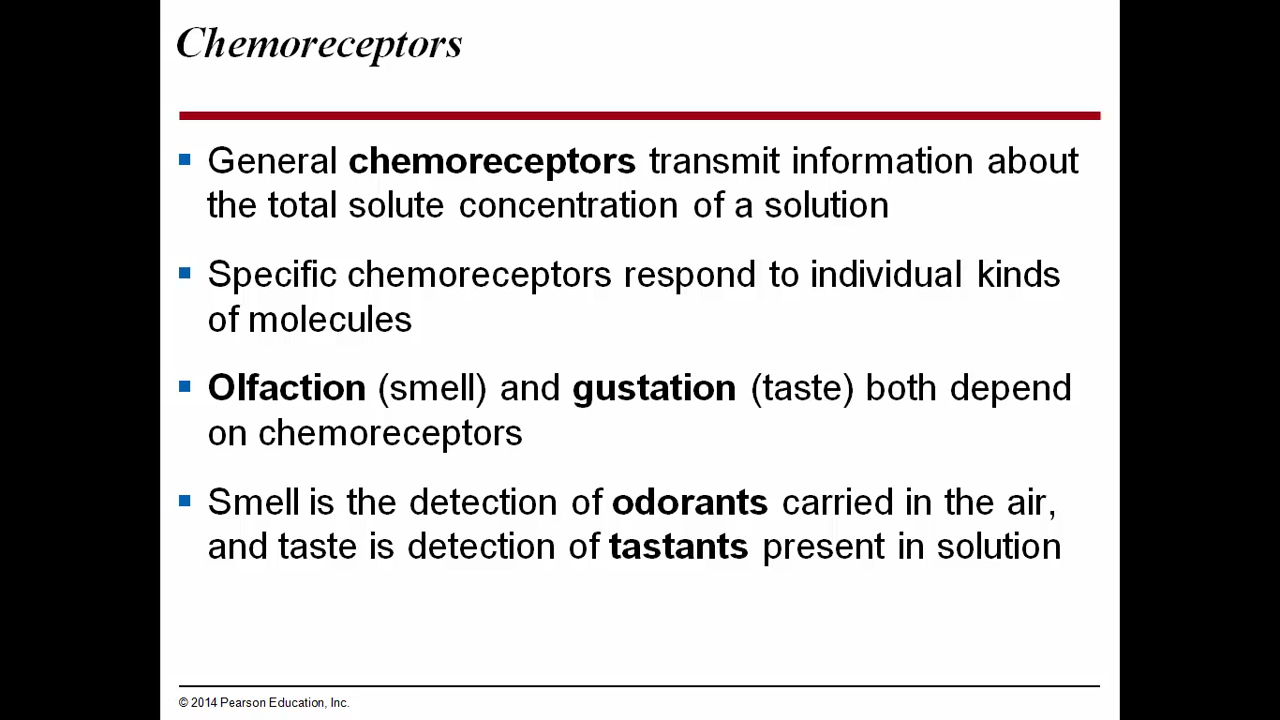 Chemoreceptors
General chemoreceptors transmit information about
the total solute concentration of a solution
Specific chemoreceptors respond to individual kinds
of molecules
Olfaction (smell) and gustation (taste) both depend
on chemoreceptors
Smell is the detection of odorants carried in the air,
and taste is detection of tastants present in solution
© 2014 Pearson Education, Inc.